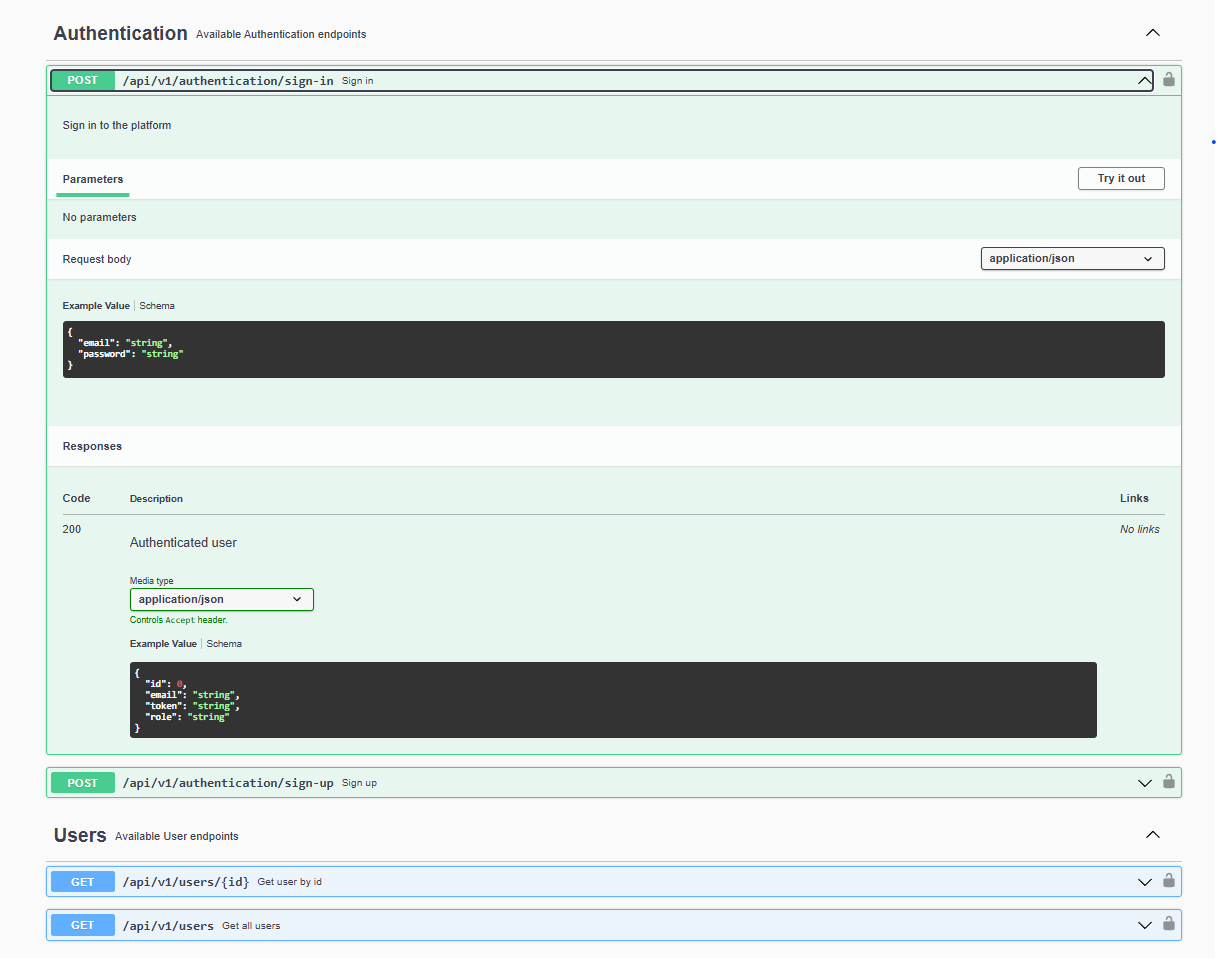 Authentication Available Authentication endpoints
POST /api/v1/authentication/sign-in Sign in
Sign in to the platform
Parameters Try it out
No parameters
Request body application/json
Example Value Schema
{
"email": "string",
"password": "string"
}
Responses
Code Description Links
200 No links
Authenticated user
Media type
application/json
Controls Accept header.
Example Value Schema
{
"id": 0,
"email": "string",
"token": "string",
"role": "string"
}
POST /api/v1/authentication/sign-up Sign up
Users Available User endpoints
GET /api/v1/users/{id} Get user by id
GET /api/v1/users Get all users